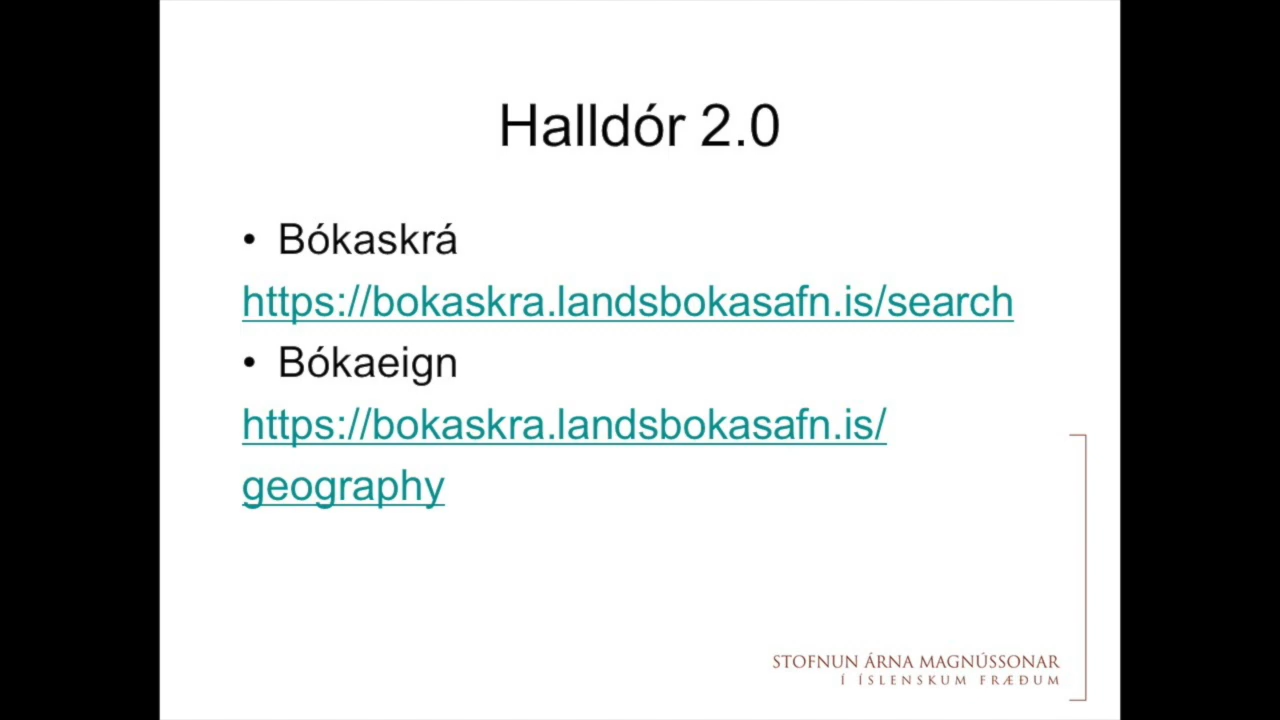 Halldór 2.0
• Bókaskrá
https://bokaskra.landsbokasafn.is/search
• Bókaeign
https://bokaskra.landsbokasafn.is/
geography
STOFNUN ÁRNA MAGNÚSSONAR
Í ÍSLENSKUM FRÆÐUM